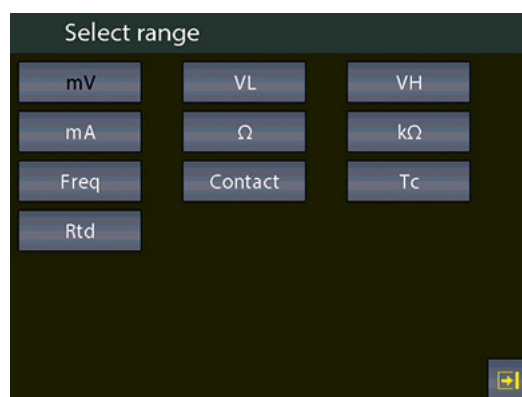 Select range
mV VL VH
mA Ω kΩ
Freq Contact Tc
Rtd